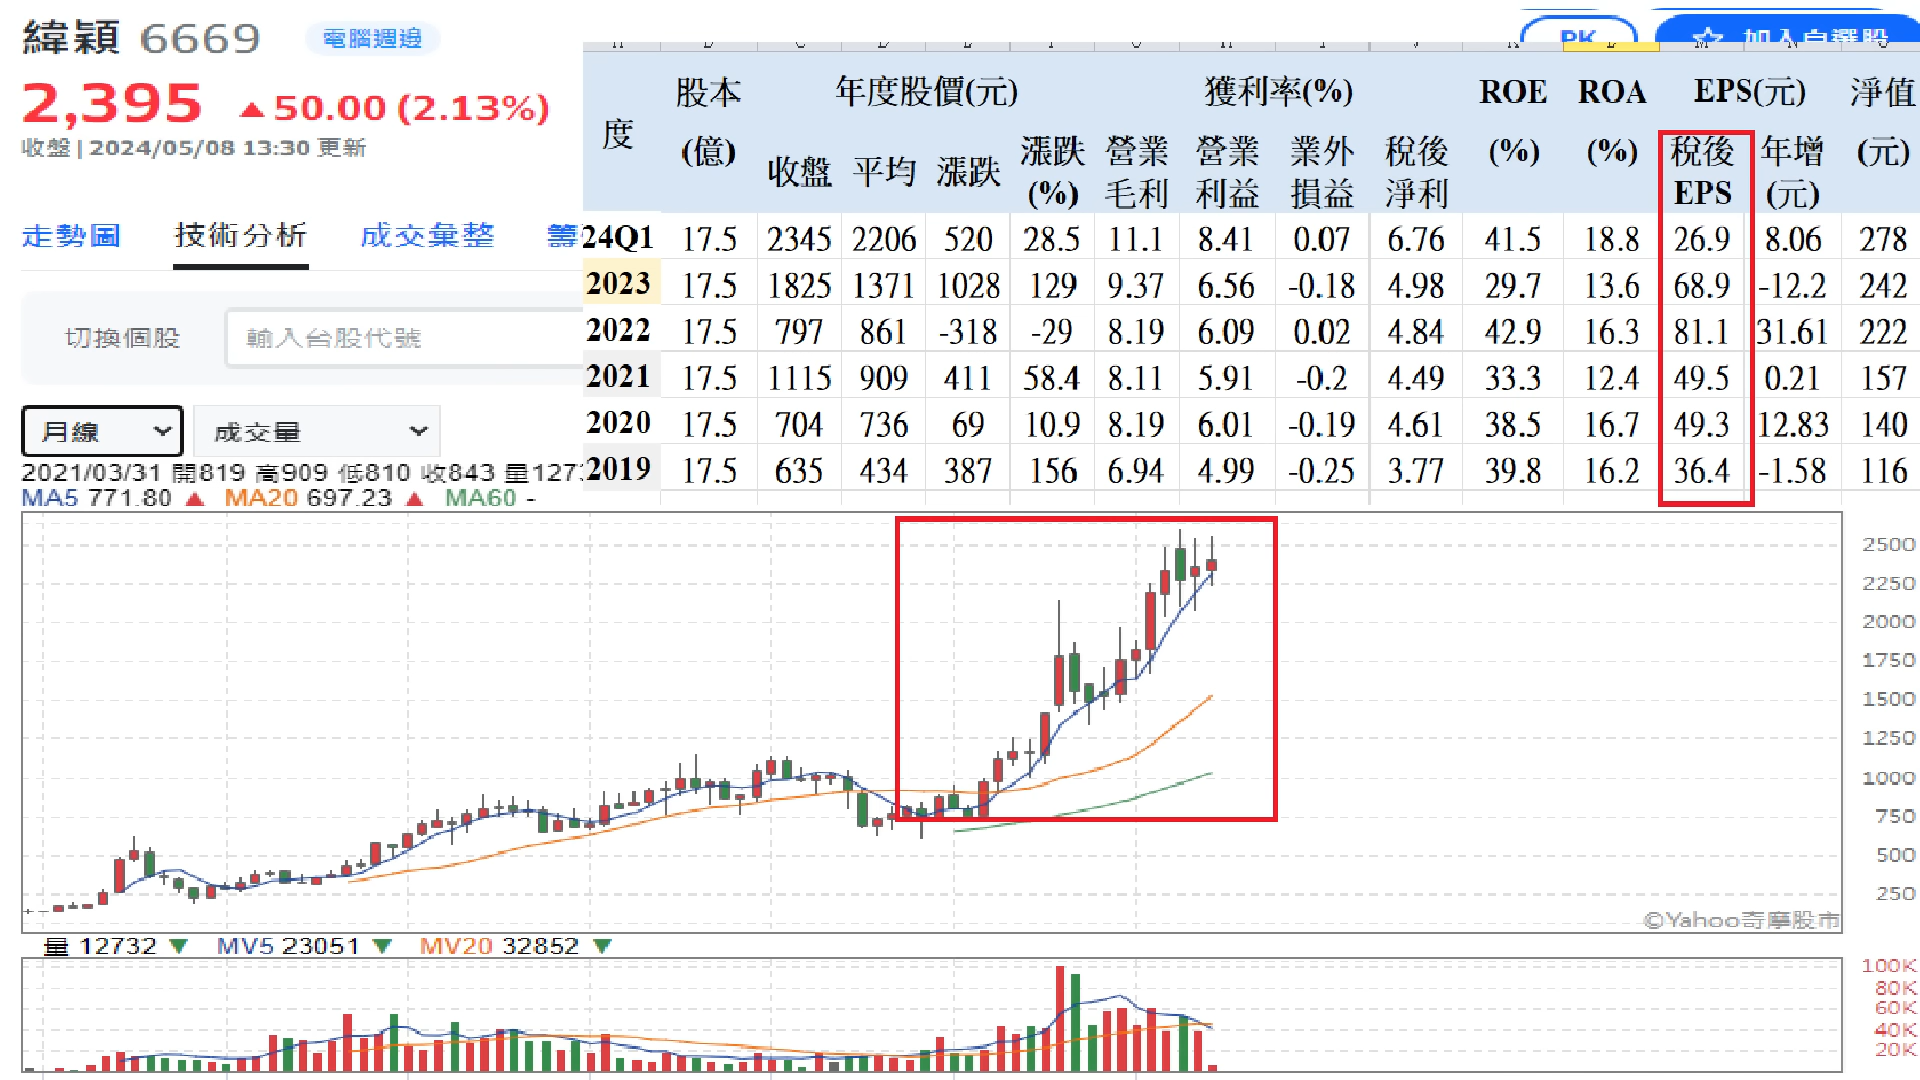 緯穎 6669 電腦週邊
2,395 ▲50.00 (2.13%)
收盤 | 2024/05/08 13:30 更新
PK
☆ 加入自選股
走勢圖 技術分析 成交彙整
切換個股 輸入台股代號
月線 成交量
2021/03/31 開819 高909 低810 收843
MA5 771.80 ▲ MA20 697.23 ▲ MA60 -
股本 年度股價(元) 獲利率(%) ROE ROA EPS(元) 淨值
度 (億) 收盤 平均 漲跌 漲跌(%) 營業毛利 營業利益 業外損益 稅後淨利 (%) (%) 稅後EPS 年增(元) (元)
24Q1 17.5 2345 2206 520 28.5 11.1 8.41 0.07 6.76 41.5 18.8 26.9 8.06 278
2023 17.5 1825 1371 1028 129 9.37 6.56 -0.18 4.98 29.7 13.6 68.9 -12.2 242
2022 17.5 797 861 -318 -29 8.19 6.09 0.02 4.84 42.9 16.3 81.1 31.61 222
2021 17.5 1115 909 411 58.4 8.11 5.91 -0.2 4.49 33.3 12.4 49.5 0.21 157
2020 17.5 704 736 69 10.9 8.19 6.01 -0.19 4.61 38.5 16.7 49.3 12.83 140
2019 17.5 635 434 387 156 6.94 4.99 -0.25 3.77 39.8 16.2 36.4 -1.58 116
2500
2250
2000
1750
1500
1250
1000
750
500
250
©Yahoo奇摩股市
量 12732 ▼ MV5 23051 ▼ MV20 32852 ▼
100K
80K
60K
40K
20K